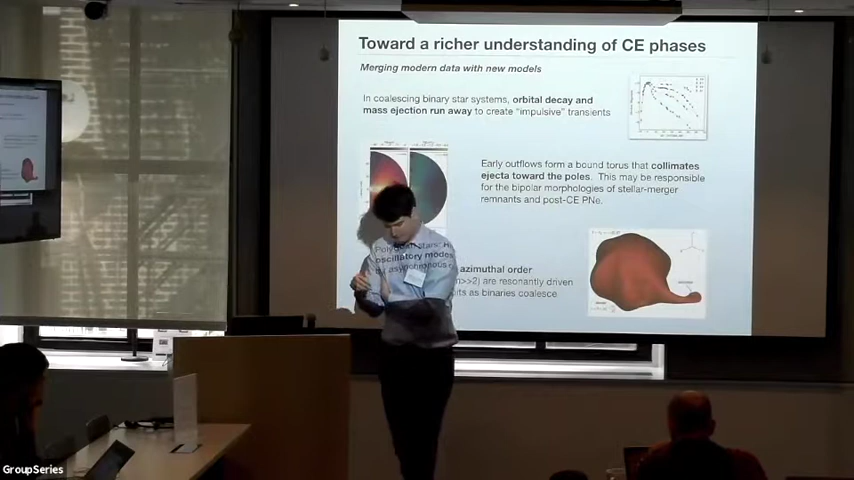 Toward a richer understanding of CE phases
Merging modern data with new models
In coalescing binary star systems, orbital decay and
mass ejection run away to create "impulsive" transients
Early outflows form a bound torus that collimates
ejecta toward the poles. This may be responsible
for the bipolar morphologies of stellar-merger
remnants and post-CE PNe.
stars:
azimuthal order
oscillatory modes
m>>2) are resonantly driven
as binaries coalesce
GroupSeries